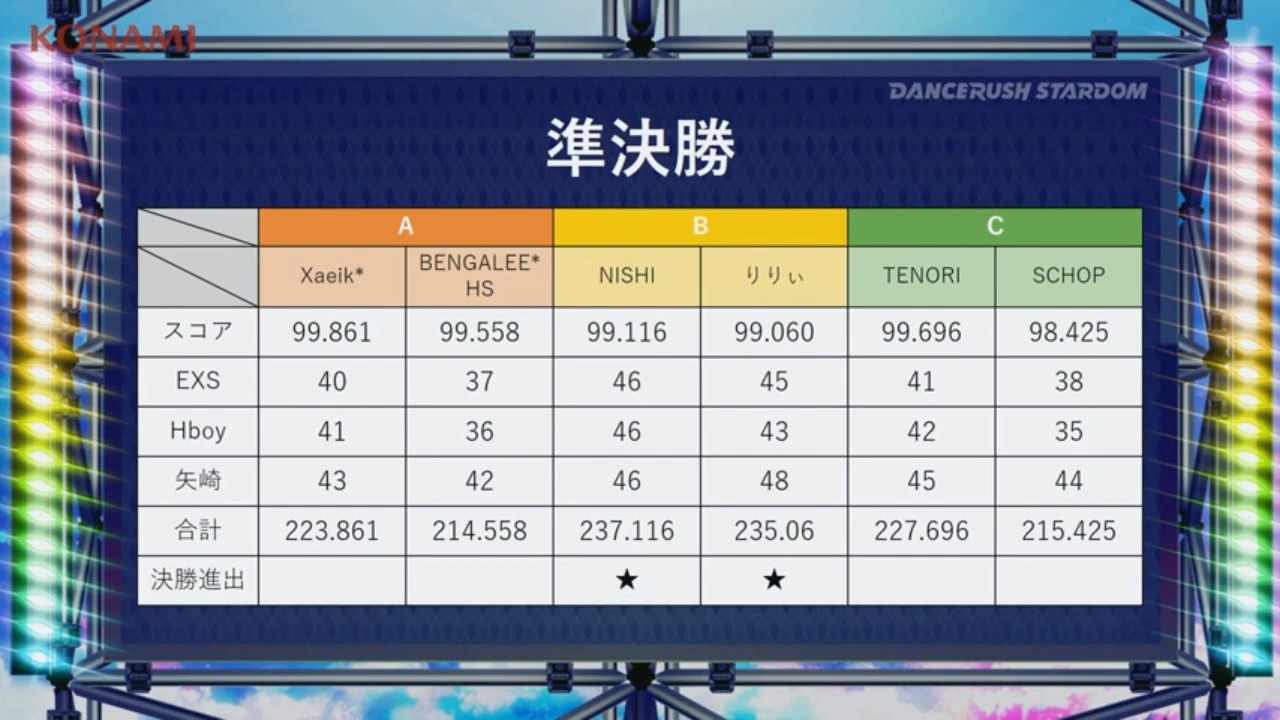 KONAMI
DANCERUSH STARDOM
準決勝
A B C
Xaeik* BENGALEE* HS NISHI りりぃ TENORI SCHOP
スコア 99.861 99.558 99.116 99.060 99.696 98.425
EXS 40 37 46 45 41 38
Hboy 41 36 46 43 42 35
矢崎 43 42 46 48 45 44
合計 223.861 214.558 237.116 235.06 227.696 215.425
決勝進出 ★ ★